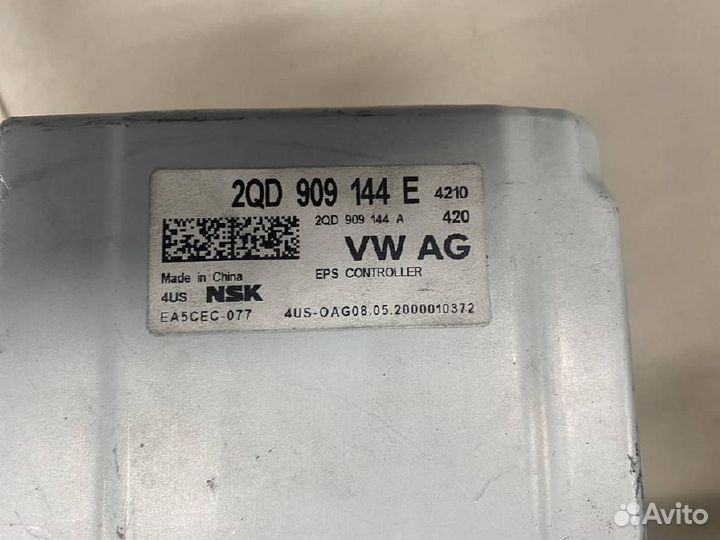 2QD 909 144 E 4210
2QD 909 144 A 420
VW AG
Made in China EPS CONTROLLER
4US NSK
EA5CEC-077 4US-OAG08.05.2000010372
Avito